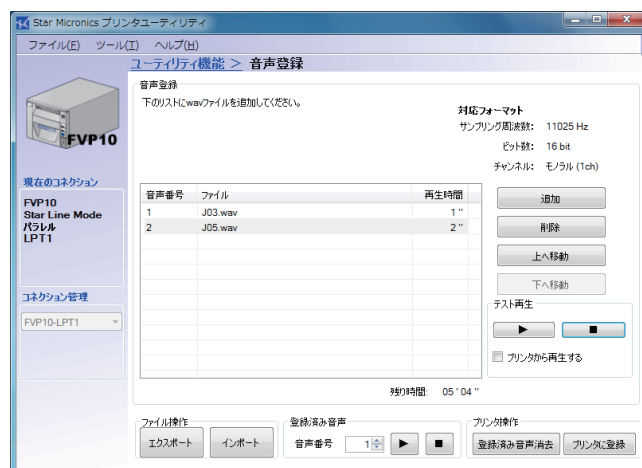 Star Micronics プリンタユーティリティ
ファイル(F) ツール(T) ヘルプ(H)
ユーティリティ機能 > 音声登録
FVP10
現在のコネクション
FVP10
Star Line Mode
パラレル
LPT1
コネクション管理
FVP10-LPT1
音声登録
下のリストにwavファイルを追加してください。
対応フォーマット
サンプリング周波数: 11025 Hz
ビット数: 16 bit
チャンネル: モノラル (1ch)
音声番号 ファイル 再生時間
1 J03.wav 1 "
2 J05.wav 2 "
追加
削除
上へ移動
下へ移動
テスト再生
プリンタから再生する
残り時間: 05 ' 04 "
ファイル操作
エクスポート インポート
登録済み音声
音声番号 1
プリンタ操作
登録済み音声消去 プリンタに登録